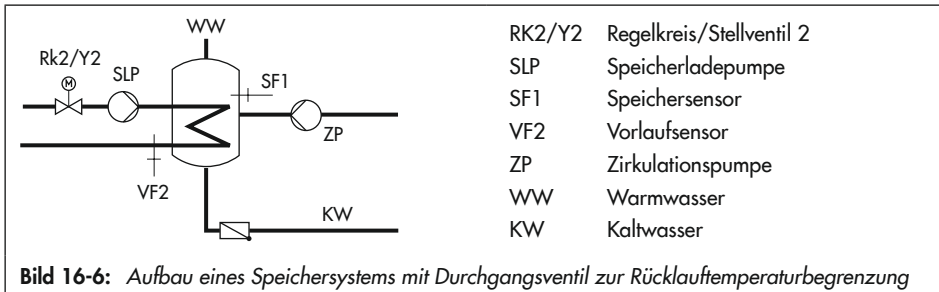 WW
Rk2/Y2
M
SLP
SF1
ZP
VF2
KW
RK2/Y2 Regelkreis/Stellventil 2
SLP Speicherladepumpe
SF1 Speichersensor
VF2 Vorlaufsensor
ZP Zirkulationspumpe
WW Warmwasser
KW Kaltwasser
Bild 16-6: Aufbau eines Speichersystems mit Durchgangsventil zur Rücklauftemperaturbegrenzung